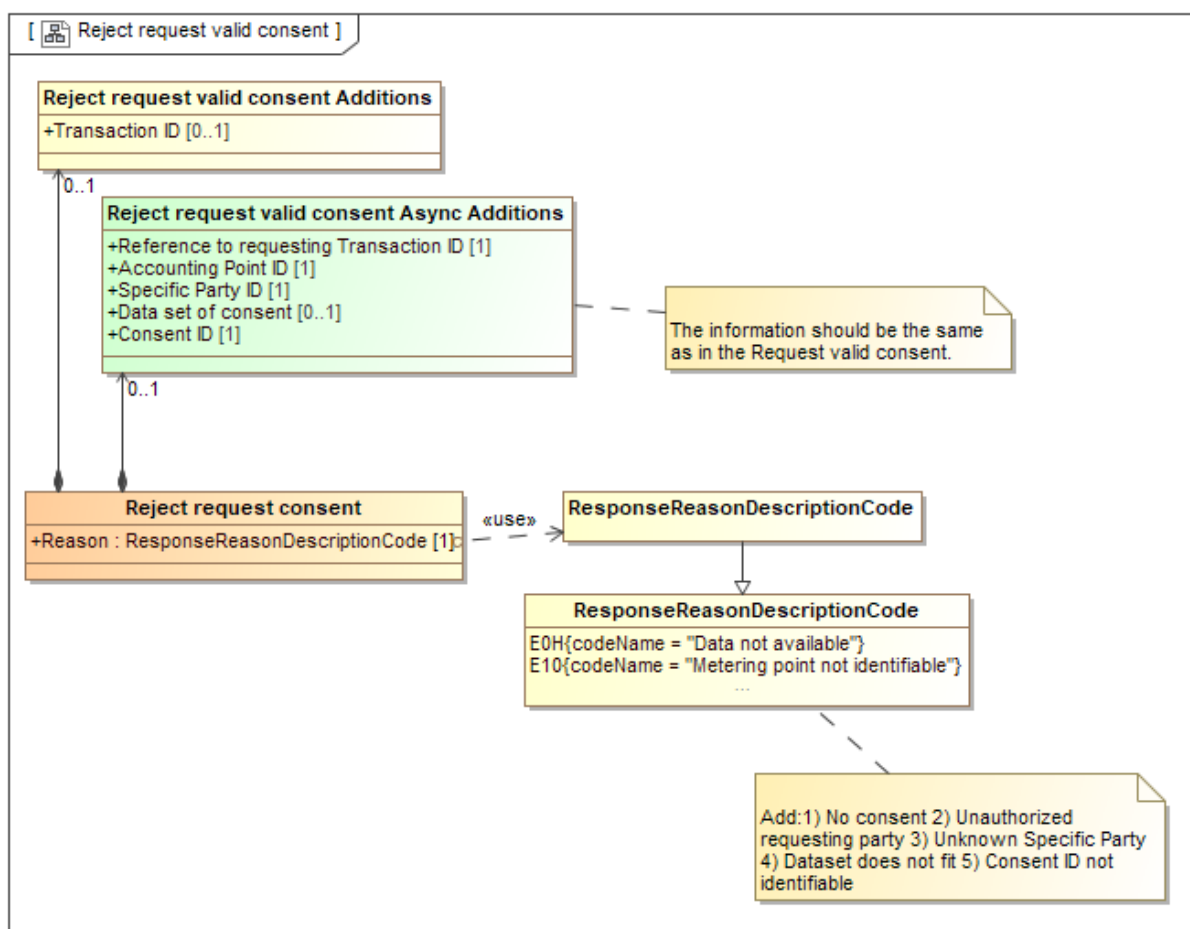 [ Reject request valid consent ]
Reject request valid consent Additions
+Transaction ID [0..1]
0..1
Reject request valid consent Async Additions
+Reference to requesting Transaction ID [1]
+Accounting Point ID [1]
+Specific Party ID [1]
+Data set of consent [0..1]
+Consent ID [1]
The information should be the same
as in the Request valid consent.
0..1
Reject request consent
+Reason : ResponseReasonDescriptionCode [1]
«use»
ResponseReasonDescriptionCode
ResponseReasonDescriptionCode
E0H{codeName = "Data not available"}
E10{codeName = "Metering point not identifiable"}
...
Add:1) No consent 2) Unauthorized
requesting party 3) Unknown Specific Party
4) Dataset does not fit 5) Consent ID not
identifiable